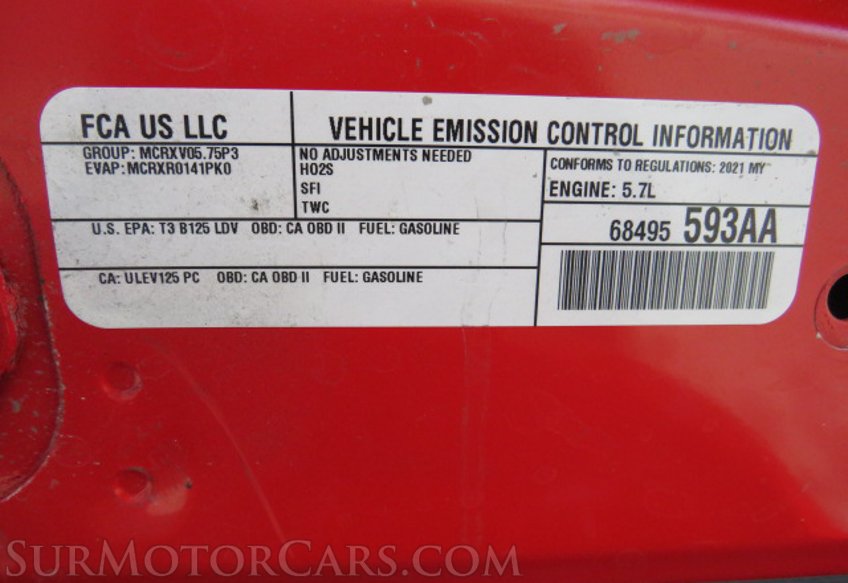 FCA US LLC
VEHICLE EMISSION CONTROL INFORMATION
GROUP: MCRXV05.75P3
EVAP: MCRXR0141PK0
NO ADJUSTMENTS NEEDED
HO2S
SFI
TWC
CONFORMS TO REGULATIONS: 2021 MY
ENGINE: 5.7L
U.S. EPA: T3 B125 LDV OBD: CA OBD II FUEL: GASOLINE
68495 593AA
CA: ULEV125 PC OBD: CA OBD II FUEL: GASOLINE
SURMOTORCARS.COM